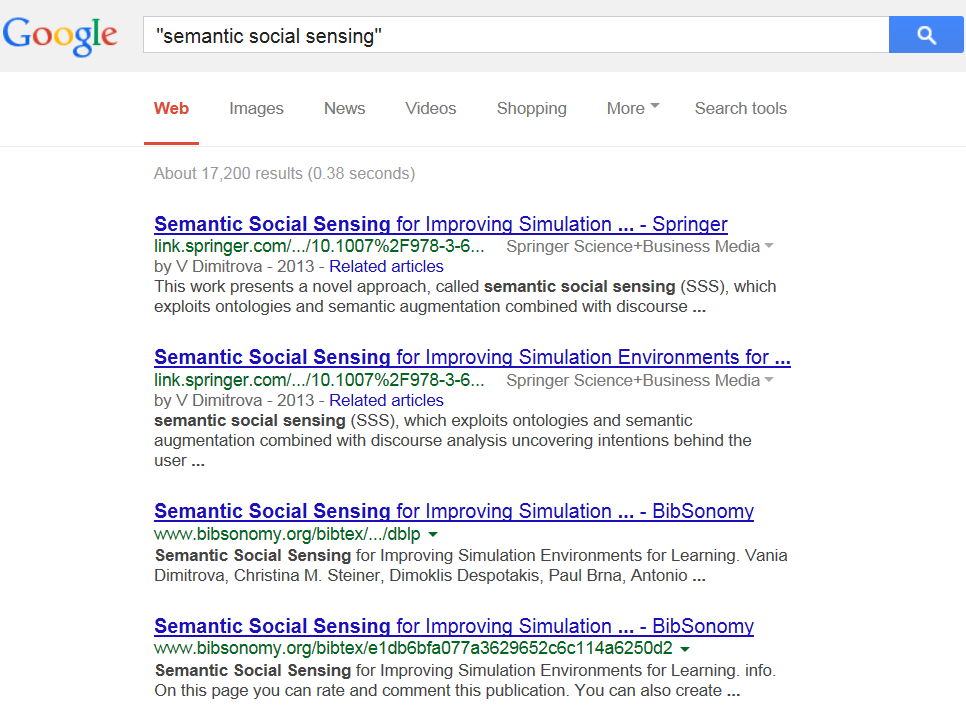 Google
"semantic social sensing"
Web Images News Videos Shopping More Search tools
About 17,200 results (0.38 seconds)
Semantic Social Sensing for Improving Simulation ... - Springer
link.springer.com/.../10.1007%2F978-3-6... Springer Science+Business Media
by V Dimitrova - 2013 - Related articles
This work presents a novel approach, called semantic social sensing (SSS), which
exploits ontologies and semantic augmentation combined with discourse ...
Semantic Social Sensing for Improving Simulation Environments for ...
link.springer.com/.../10.1007%2F978-3-6... Springer Science+Business Media
by V Dimitrova - 2013 - Related articles
semantic social sensing (SSS), which exploits ontologies and semantic
augmentation combined with discourse analysis uncovering intentions behind the
user ...
Semantic Social Sensing for Improving Simulation ... - BibSonomy
www.bibsonomy.org/bibtex/.../dblp
Semantic Social Sensing for Improving Simulation Environments for Learning. Vania
Dimitrova, Christina M. Steiner, Dimoklis Despotakis, Paul Brna, Antonio ...
Semantic Social Sensing for Improving Simulation ... - BibSonomy
www.bibsonomy.org/bibtex/e1db6bfa077a3629652c6c114a6250d2
Semantic Social Sensing for Improving Simulation Environments for Learning. info.
On this page you can rate and comment this publication. You can also create ...